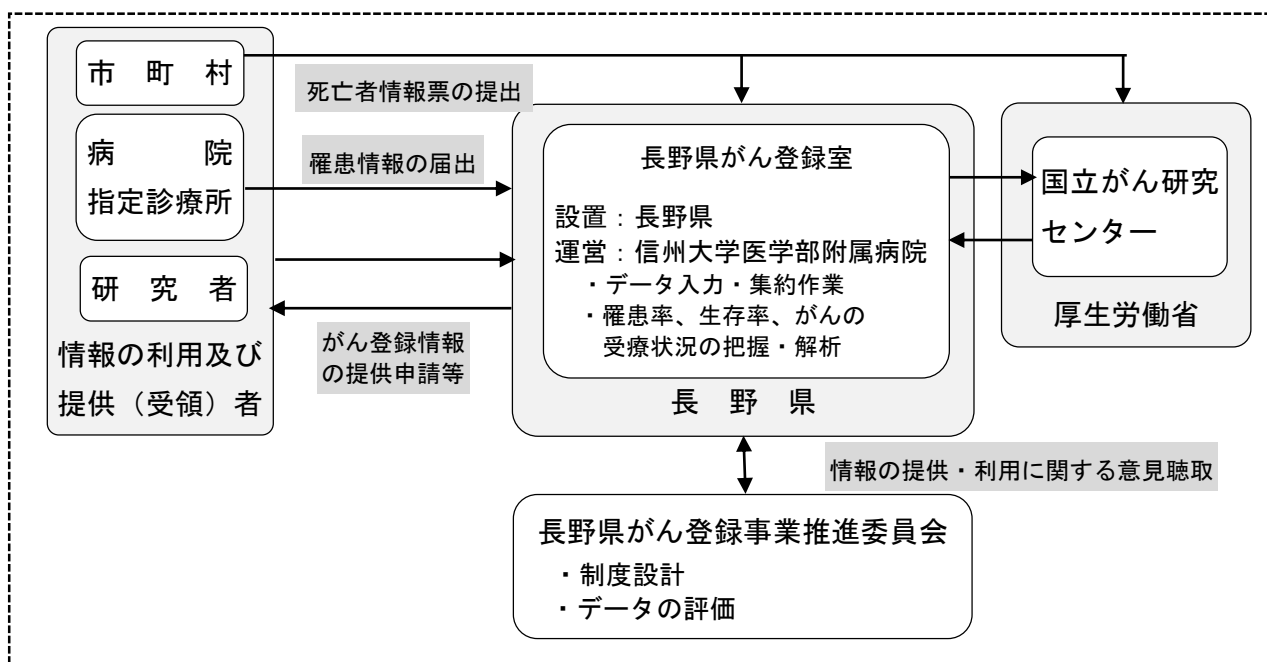 市 町 村
病 院
指定診療所
研 究 者
情報の利用及び
提供（受領）者
死亡者情報票の提出
罹患情報の届出
がん登録情報
の提供申請等
長野県がん登録室
設置：長野県
運営：信州大学医学部附属病院
・データ入力・集約作業
・罹患率、生存率、がんの
受療状況の把握・解析
長 野 県
国立がん研究
センター
厚生労働省
情報の提供・利用に関する意見聴取
長野県がん登録事業推進委員会
・制度設計
・データの評価